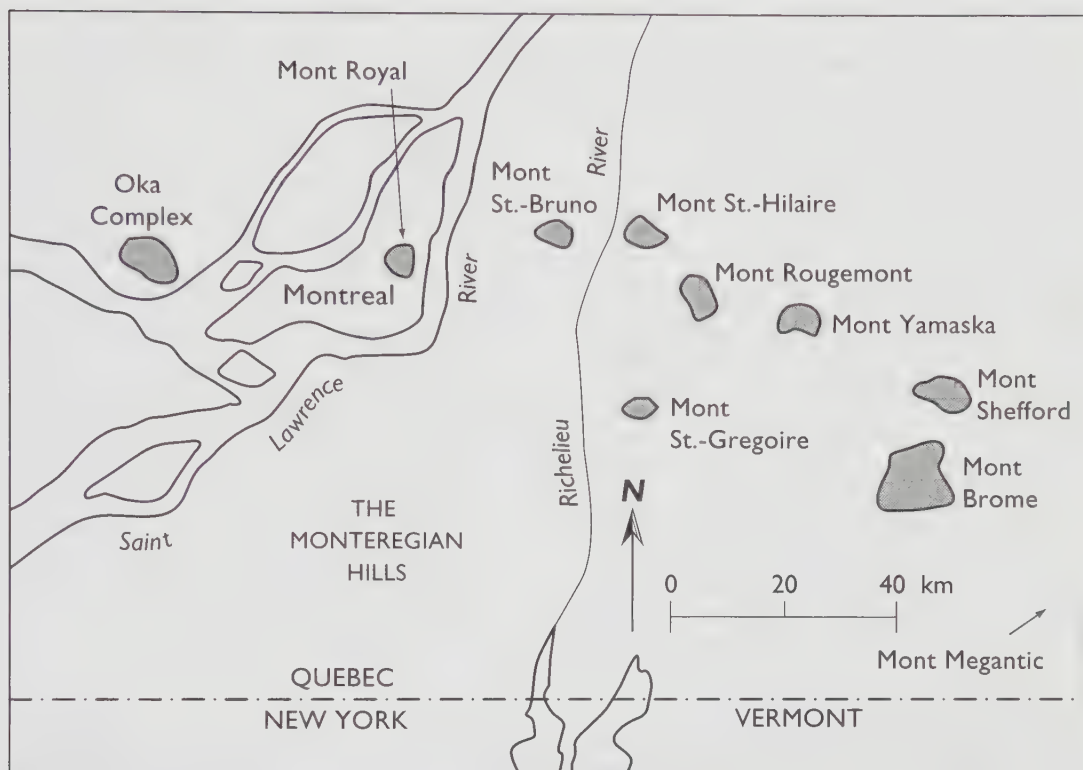 Mont Royal
Oka
Complex
Mont
St.-Bruno
River
Mont St.-Hilaire
Mont Rougemont
Montreal
River
Mont Yamaska
Lawrence
Mont
Shefford
Mont
St.-Gregoire
Richelieu
Mont
Brome
Saint
THE
MONTEREGIAN
HILLS
N
0 20 40 km
Mont Megantic
QUEBEC
NEW YORK
VERMONT